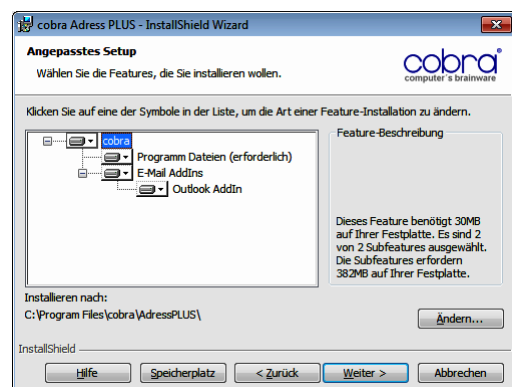 cobra Adress PLUS - InstallShield Wizard
Angepasstes Setup
Wählen Sie die Features, die Sie installieren wollen.
cobra
computer's brainware
Klicken Sie auf eine der Symbole in der Liste, um die Art einer Feature-Installation zu ändern.
cobra
Programm Dateien (erforderlich)
E-Mail AddIns
Outlook AddIn
Feature-Beschreibung
Dieses Feature benötigt 30MB
auf Ihrer Festplatte. Es sind 2
von 2 Subfeatures ausgewählt.
Die Subfeatures erfordern
382MB auf Ihrer Festplatte.
Installieren nach:
C:\Program Files\cobra\AdressPLUS\
Ändern...
InstallShield
Hilfe
Speicherplatz
< Zurück
Weiter >
Abbrechen